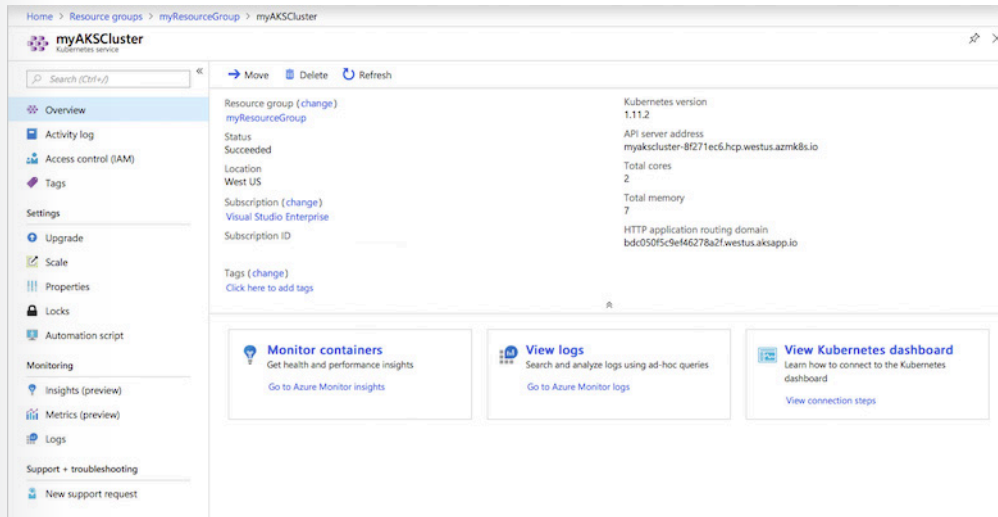 Home > Resource groups > myResourceGroup > myAKSCluster
myAKSCluster
Kubernetes service
Search (Ctrl+/)
Overview
Activity log
Access control (IAM)
Tags
Settings
Upgrade
Scale
Properties
Locks
Automation script
Monitoring
Insights (preview)
Metrics (preview)
Logs
Support + troubleshooting
New support request
Move Delete Refresh
Resource group (change)
myResourceGroup
Status
Succeeded
Location
West US
Subscription (change)
Visual Studio Enterprise
Subscription ID
Tags (change)
Click here to add tags
Kubernetes version
1.11.2
API server address
myakscluster-8f271ec6.hcp.westus.azmk8s.io
Total cores
2
Total memory
7
HTTP application routing domain
bdc050f5c9ef46278a2f.westus.aksapp.io
Monitor containers
Get health and performance insights
Go to Azure Monitor insights
View logs
Search and analyze logs using ad-hoc queries
Go to Azure Monitor logs
View Kubernetes dashboard
Learn how to connect to the Kubernetes
dashboard
View connection steps